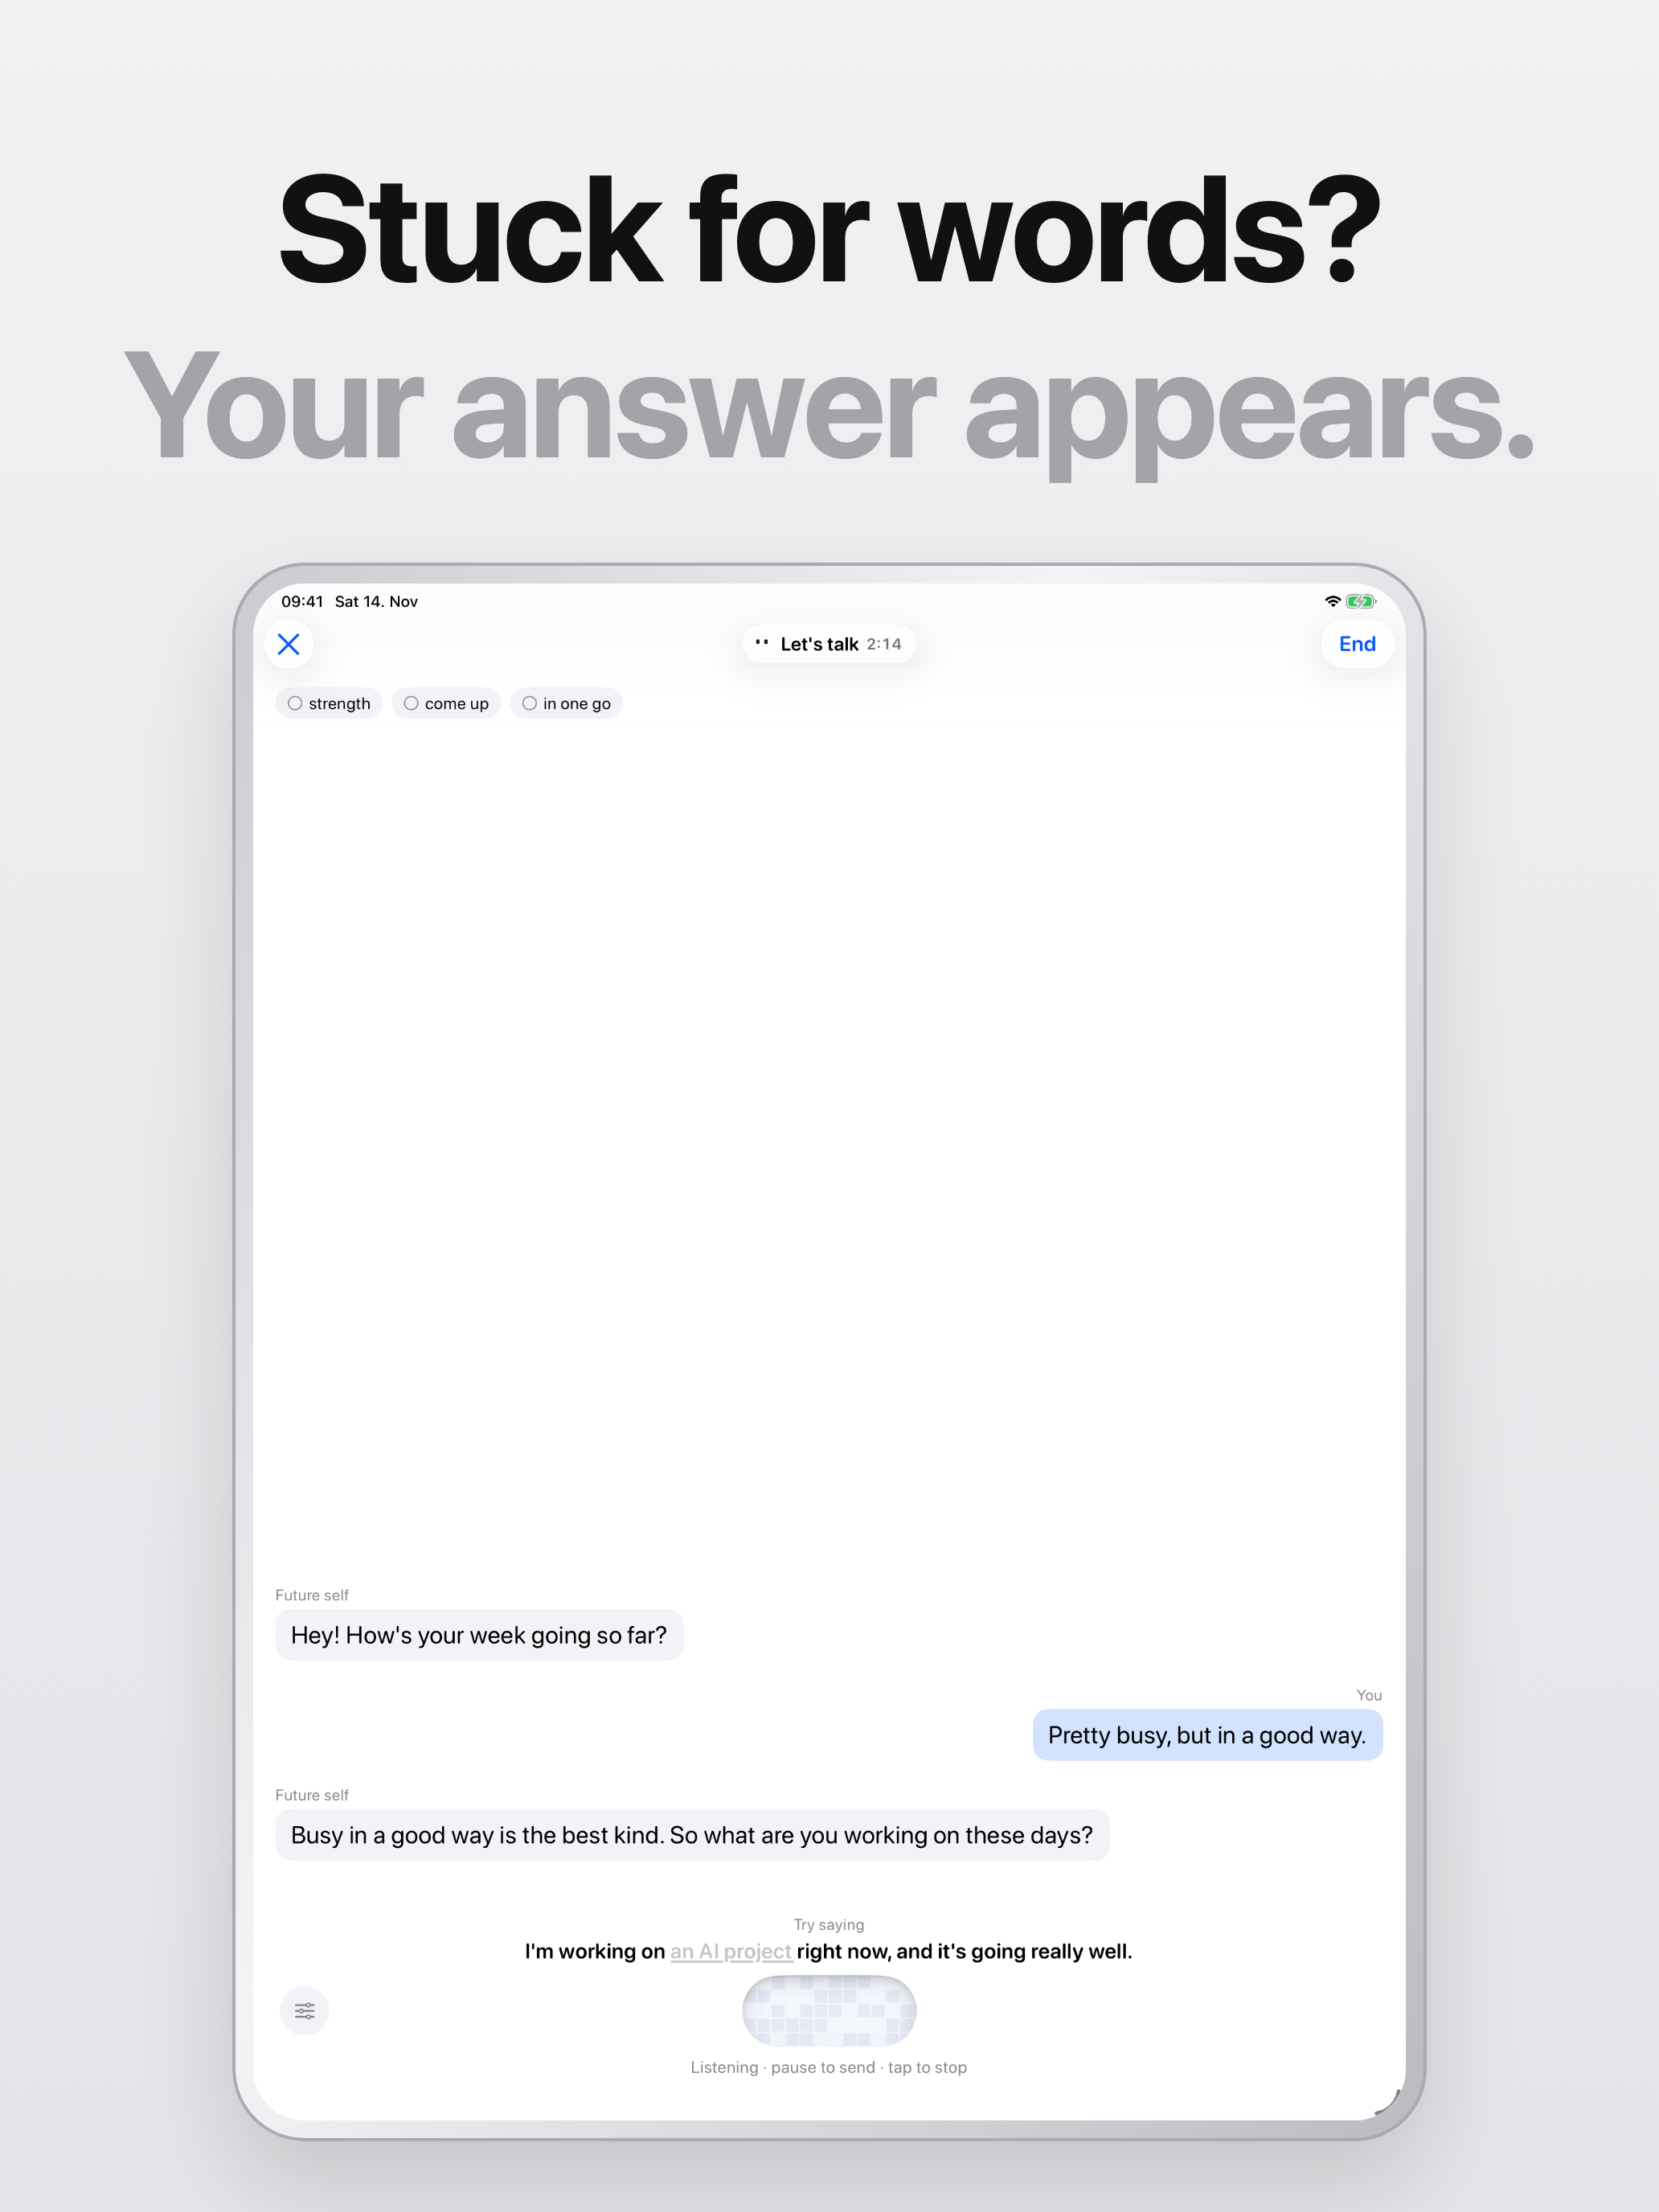 Stuck for words?
Your answer appears.
09:41 Sat 14. Nov
Let's talk 2:14
End
strength come up in one go
Future self
Hey! How's your week going so far?
You
Pretty busy, but in a good way.
Future self
Busy in a good way is the best kind. So what are you working on these days?
Try saying
I'm working on an AI project right now, and it's going really well.
Listening · pause to send · tap to stop